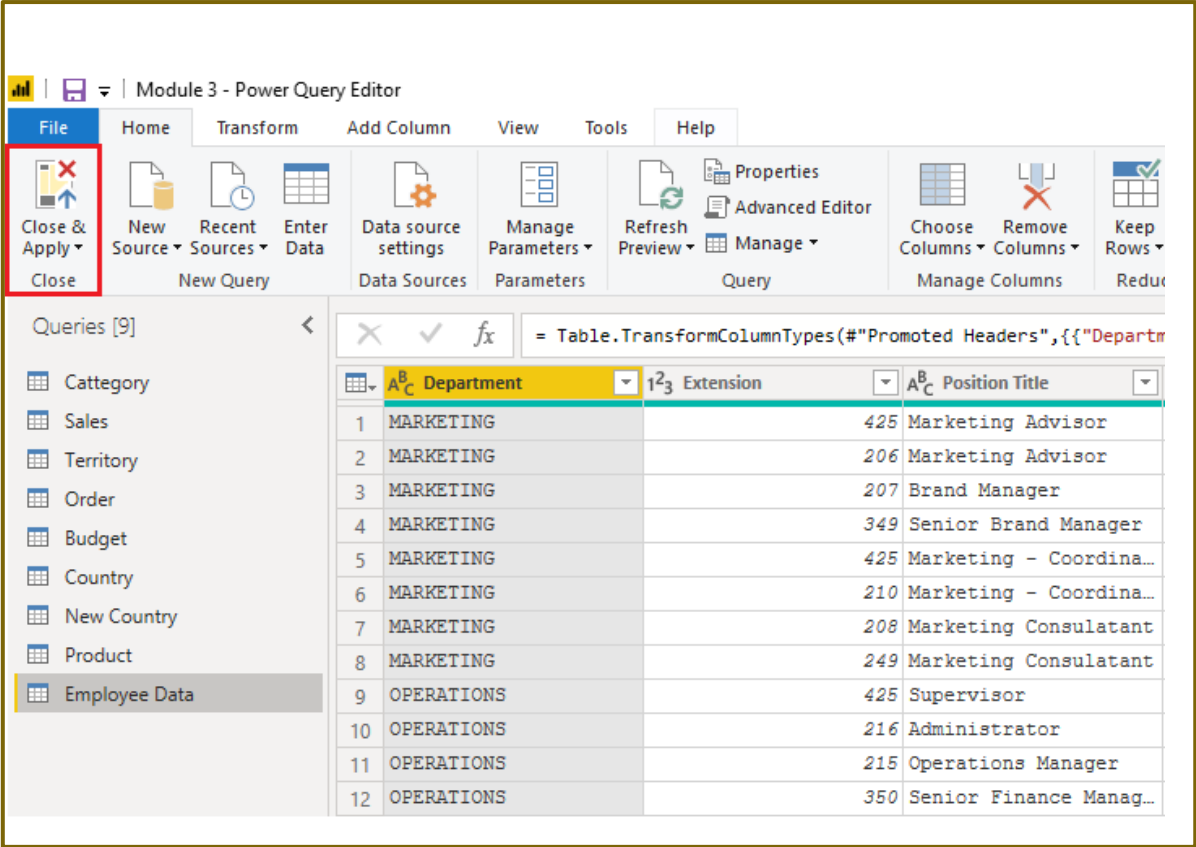 Module 3 - Power Query Editor
File Home Transform Add Column View Tools Help
Close & Apply
New Source
Recent Sources
Enter Data
Data source settings
Manage Parameters
Refresh Preview
Properties
Advanced Editor
Manage
Choose Columns
Remove Columns
Keep Rows
Close New Query Data Sources Parameters Query Manage Columns Reduc
Queries [9]
fx = Table.TransformColumnTypes(#"Promoted Headers",{{"Departm
Cattegory
Sales
Territory
Order
Budget
Country
New Country
Product
Employee Data
ABC Department 123 Extension ABC Position Title
1 MARKETING 425 Marketing Advisor
2 MARKETING 206 Marketing Advisor
3 MARKETING 207 Brand Manager
4 MARKETING 349 Senior Brand Manager
5 MARKETING 425 Marketing - Coordina…
6 MARKETING 210 Marketing - Coordina…
7 MARKETING 208 Marketing Consulatant
8 MARKETING 249 Marketing Consulatant
9 OPERATIONS 425 Supervisor
10 OPERATIONS 216 Administrator
11 OPERATIONS 215 Operations Manager
12 OPERATIONS 350 Senior Finance Manag…